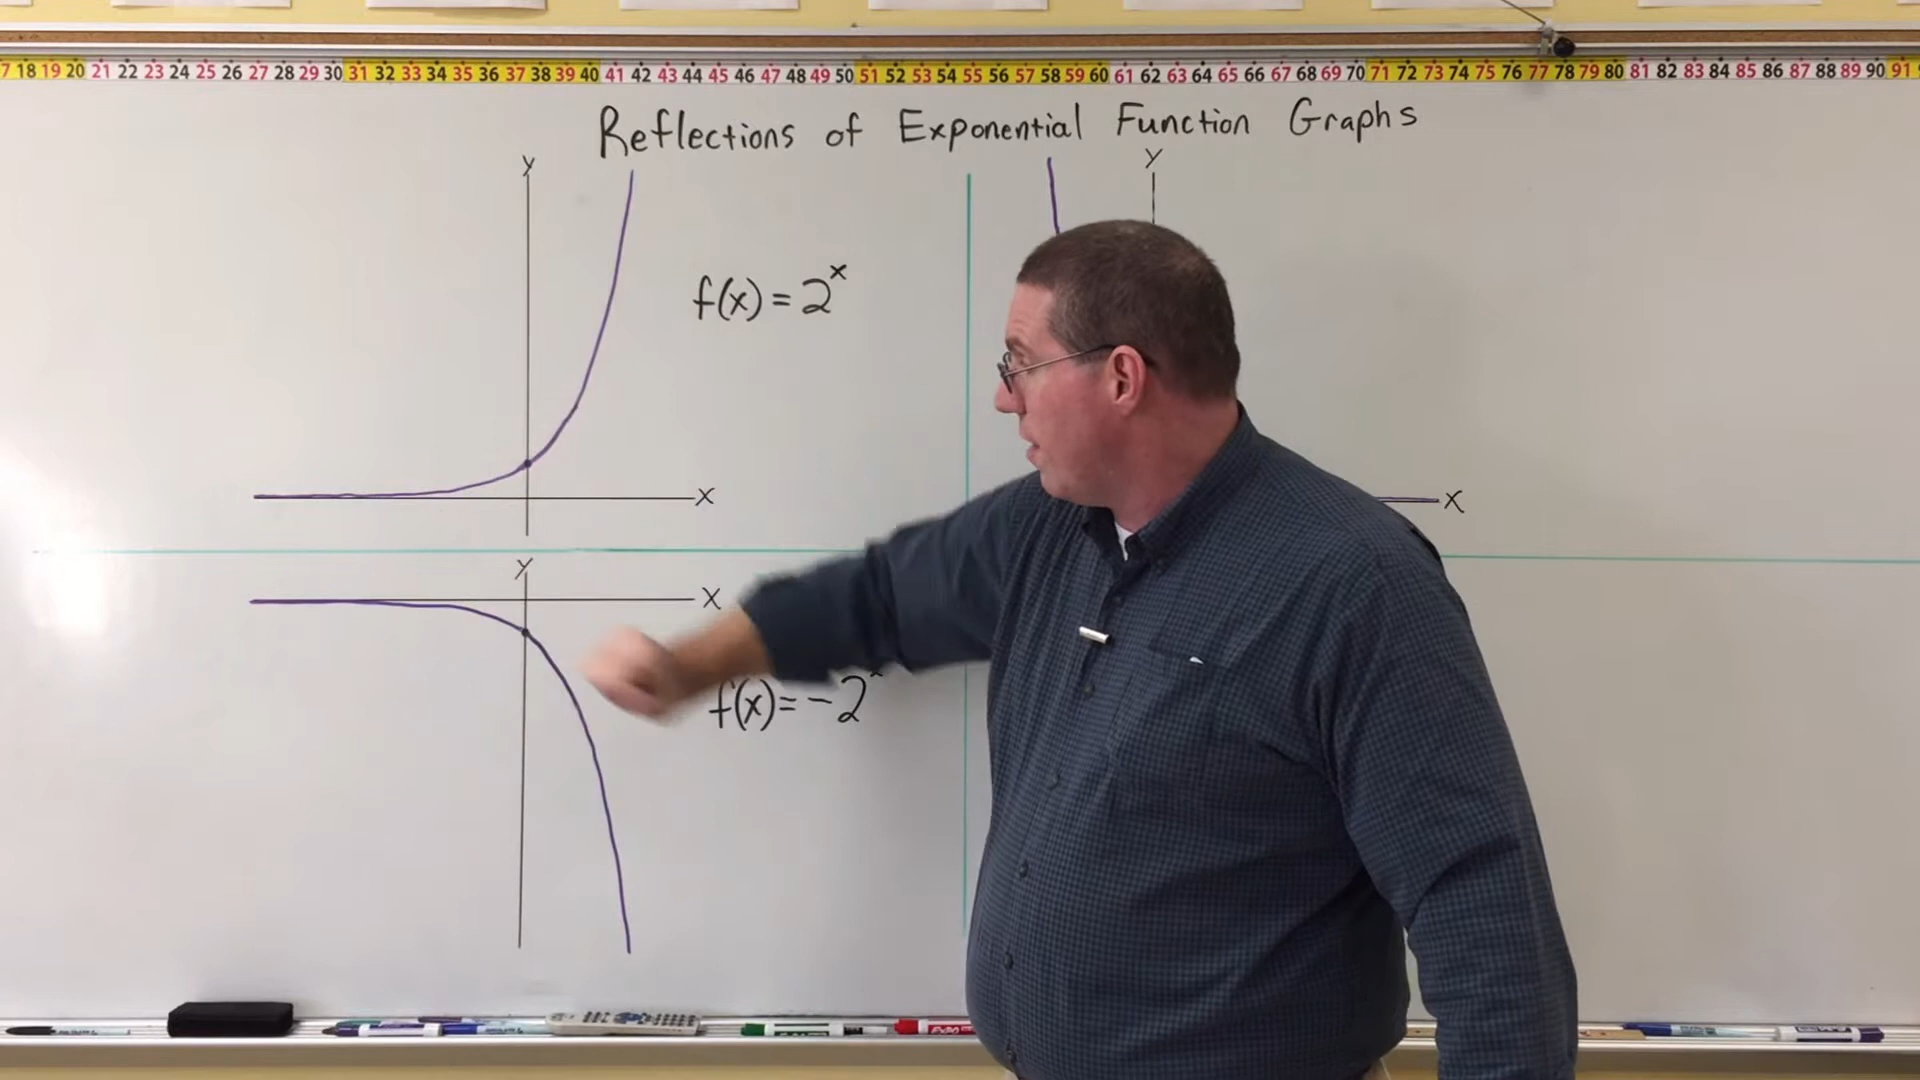 17 18 19 20 21 22 23 24 25 26 27 28 29 30 31 32 33 34 35 36 37 38 39 40 41 42 43 44 45 46 47 48 49 50 51 52 53 54 55 56 57 58 59 60 61 62 63 64 65 66 67 68 69 70 71 72 73 74 75 76 77 78 79 80 81 82 83 84 85 86 87 88 89 90 91
Reflections of Exponential Function Graphs
y
y
f(x) = 2^x
x
x
y
x
f(x) = -2^x
EXPO